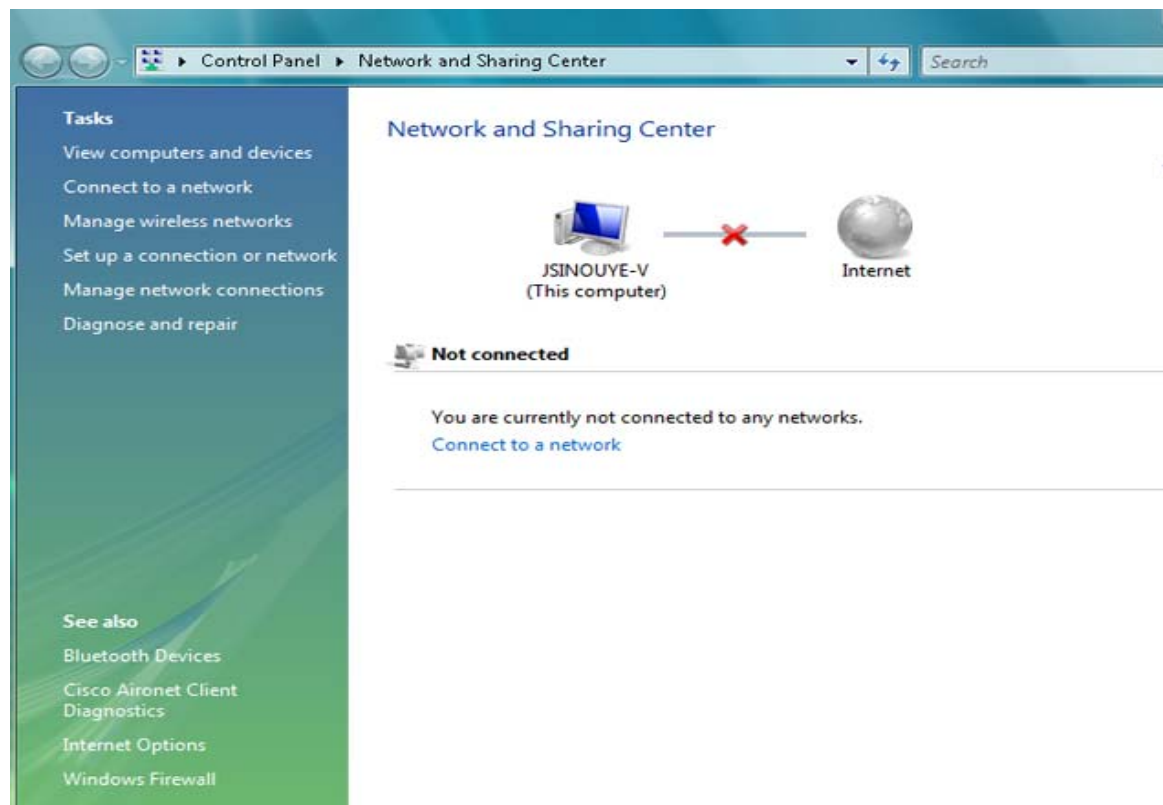 Control Panel
Network and Sharing Center
Search
Tasks
View computers and devices
Connect to a network
Manage wireless networks
Set up a connection or network
Manage network connections
Diagnose and repair
See also
Bluetooth Devices
Cisco Aironet Client
Diagnostics
Internet Options
Windows Firewall
Network and Sharing Center
JSINOUYE-V
(This computer)
Internet
Not connected
You are currently not connected to any networks.
Connect to a network